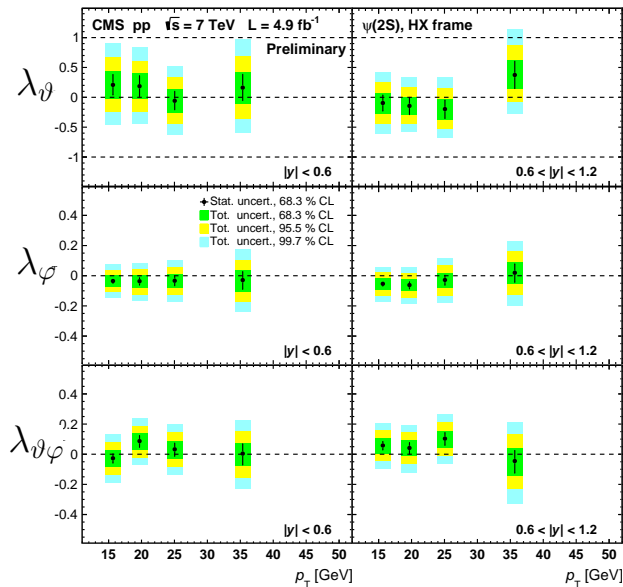 CMS pp √s = 7 TeV L = 4.9 fb⁻¹
Preliminary
ψ(2S), HX frame
λϑ
1
0.5
0
-0.5
-1
|y| < 0.6
0.6 < |y| < 1.2
Stat. uncert., 68.3 % CL
Tot. uncert., 68.3 % CL
Tot. uncert., 95.5 % CL
Tot. uncert., 99.7 % CL
λφ
0.4
0.2
0
-0.2
-0.4
|y| < 0.6
0.6 < |y| < 1.2
λϑφ
0.4
0.2
0
-0.2
-0.4
|y| < 0.6
0.6 < |y| < 1.2
15 20 25 30 35 40 45 50
15 20 25 30 35 40 45 50
pT [GeV]
pT [GeV]